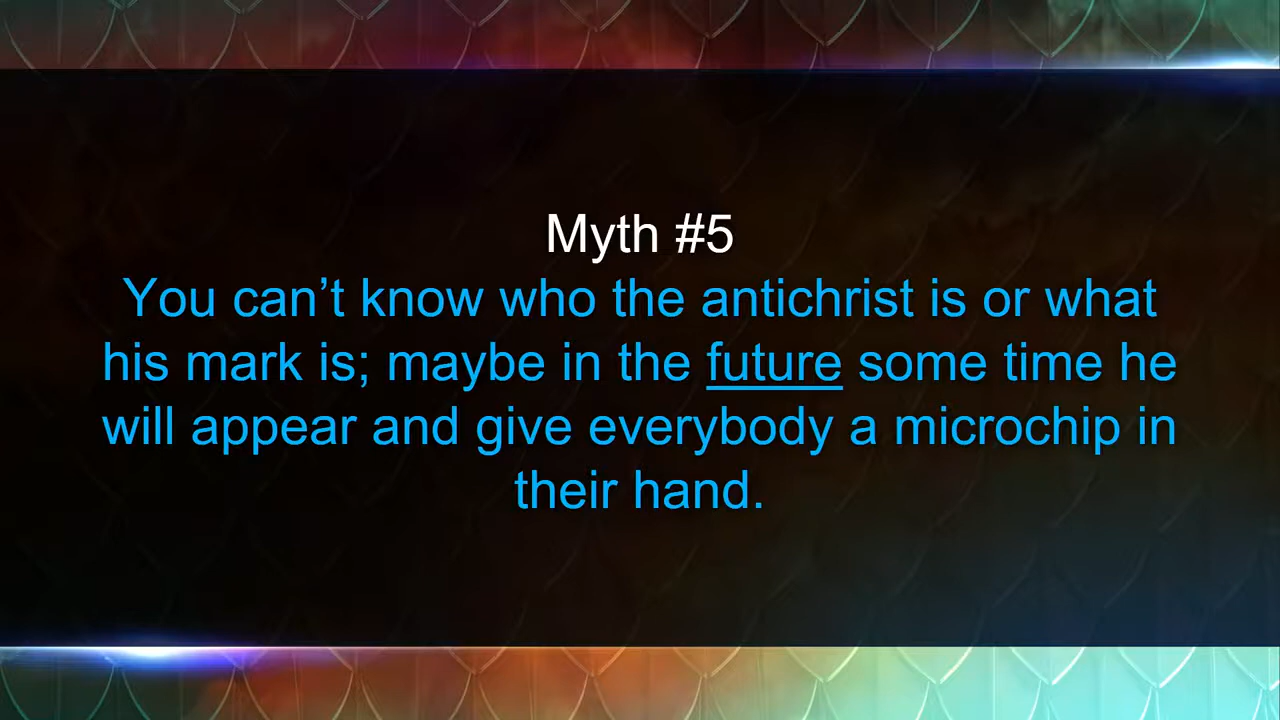 Myth #5
You can’t know who the antichrist is or what
his mark is; maybe in the future some time he
will appear and give everybody a microchip in
their hand.